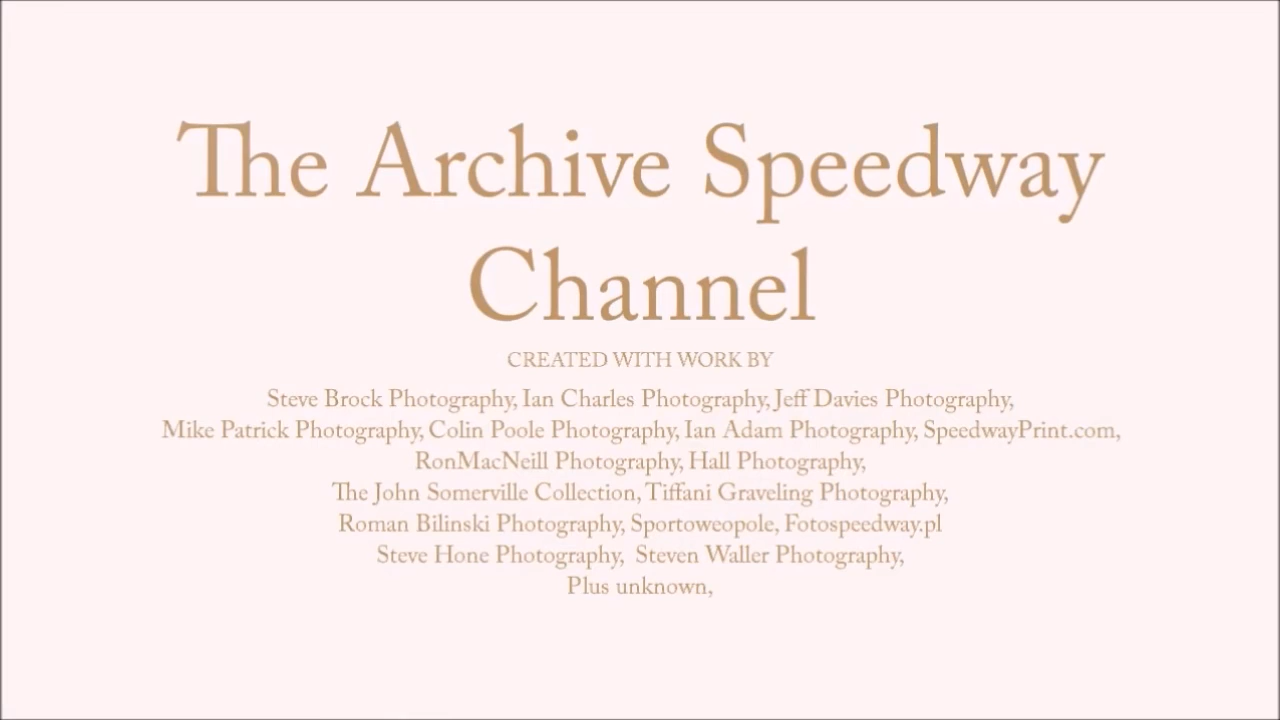 The Archive Speedway
Channel
CREATED WITH WORK BY
Steve Brock Photography, Ian Charles Photography, Jeff Davies Photography,
Mike Patrick Photography, Colin Poole Photography, Ian Adam Photography, SpeedwayPrint.com,
RonMacNeill Photography, Hall Photography,
The John Somerville Collection, Tiffani Graveling Photography,
Roman Bilinski Photography, Sportoweopole, Fotospeedway.pl
Steve Hone Photography,  Steven Waller Photography,
Plus unknown,